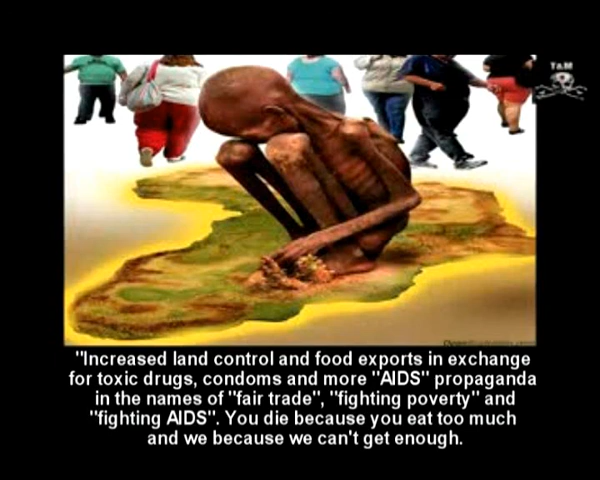 T&M
"Increased land control and food exports in exchange
for toxic drugs, condoms and more "AIDS" propaganda
in the names of "fair trade", "fighting poverty" and
"fighting AIDS". You die because you eat too much
and we because we can't get enough.